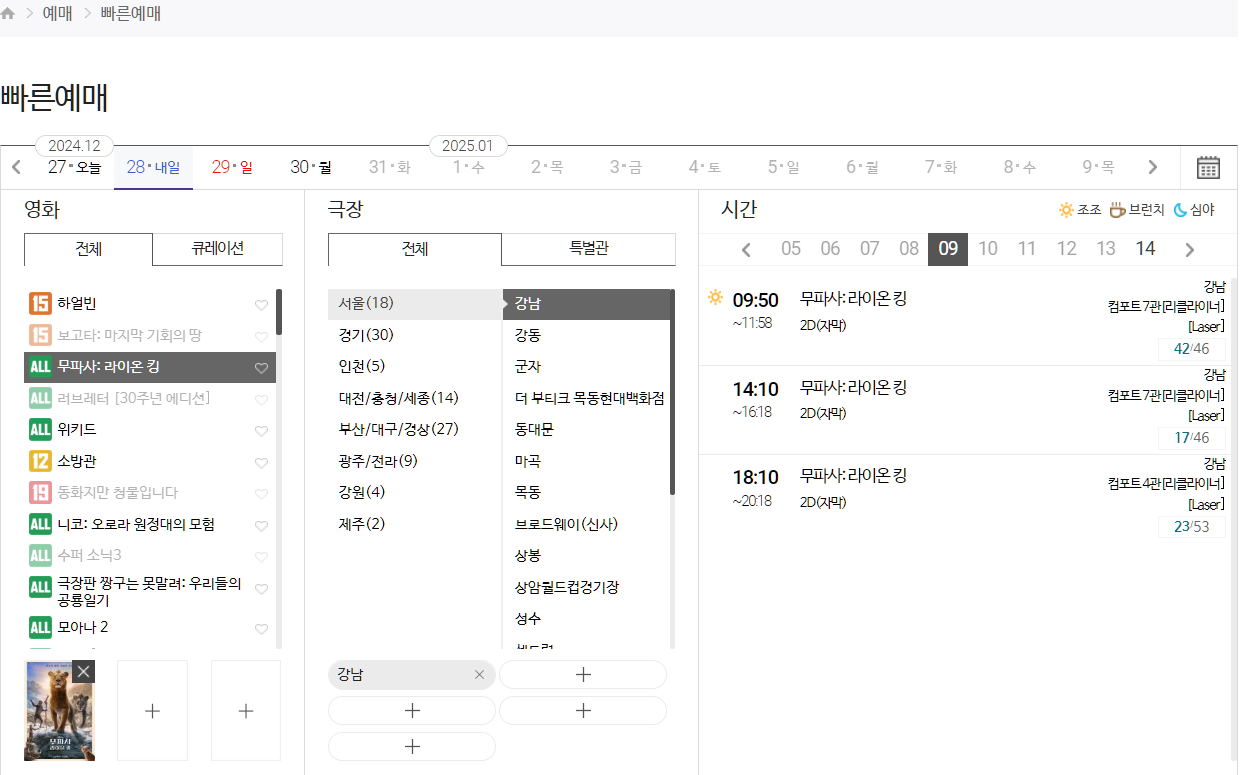 예매 > 빠른예매
빠른예매
2024.12
2025.01
27•오늘 28•내일 29•일 30•월 31•화 1•수 2•목 3•금 4•토 5•일 6•월 7•화 8•수 9•목
영화
전체 큐레이션
15 하얼빈
15 보고타: 마지막 기회의 땅
ALL 무파사: 라이온 킹
ALL 러브레터 [30주년 에디션]
ALL 위키드
12 소방관
19 동화지만 청불입니다
ALL 니코: 오로라 원정대의 모험
ALL 수퍼 소닉3
ALL 극장판 짱구는 못말려: 우리들의
공룡일기
ALL 모아나 2
무파사
라이온 킹
극장
전체 특별관
서울(18)
경기(30)
인천(5)
대전/충청/세종(14)
부산/대구/경상(27)
광주/전라(9)
강원(4)
제주(2)
강남
강동
군자
더 부티크 목동현대백화점
동대문
마곡
목동
브로드웨이(신사)
상봉
상암월드컵경기장
성수
강남
시간
조조 브런치 심야
05 06 07 08 09 10 11 12 13 14
09:50 무파사: 라이온 킹 강남
~11:58 2D(자막) 컴포트7관[리클라이너]
[Laser]
42/46
14:10 무파사: 라이온 킹 강남
~16:18 2D(자막) 컴포트7관[리클라이너]
[Laser]
17/46
18:10 무파사: 라이온 킹 강남
~20:18 2D(자막) 컴포트4관[리클라이너]
[Laser]
23/53